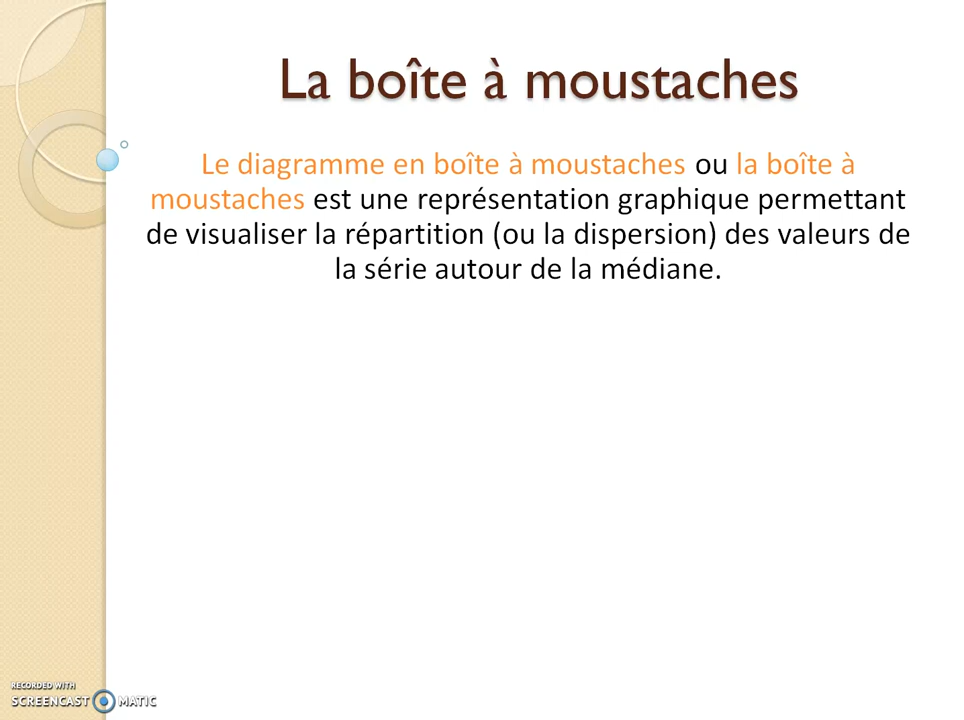 La boîte à moustaches
Le diagramme en boîte à moustaches ou la boîte à
moustaches est une représentation graphique permettant
de visualiser la répartition (ou la dispersion) des valeurs de
la série autour de la médiane.
RECORDED WITH
SCREENCAST MATIC